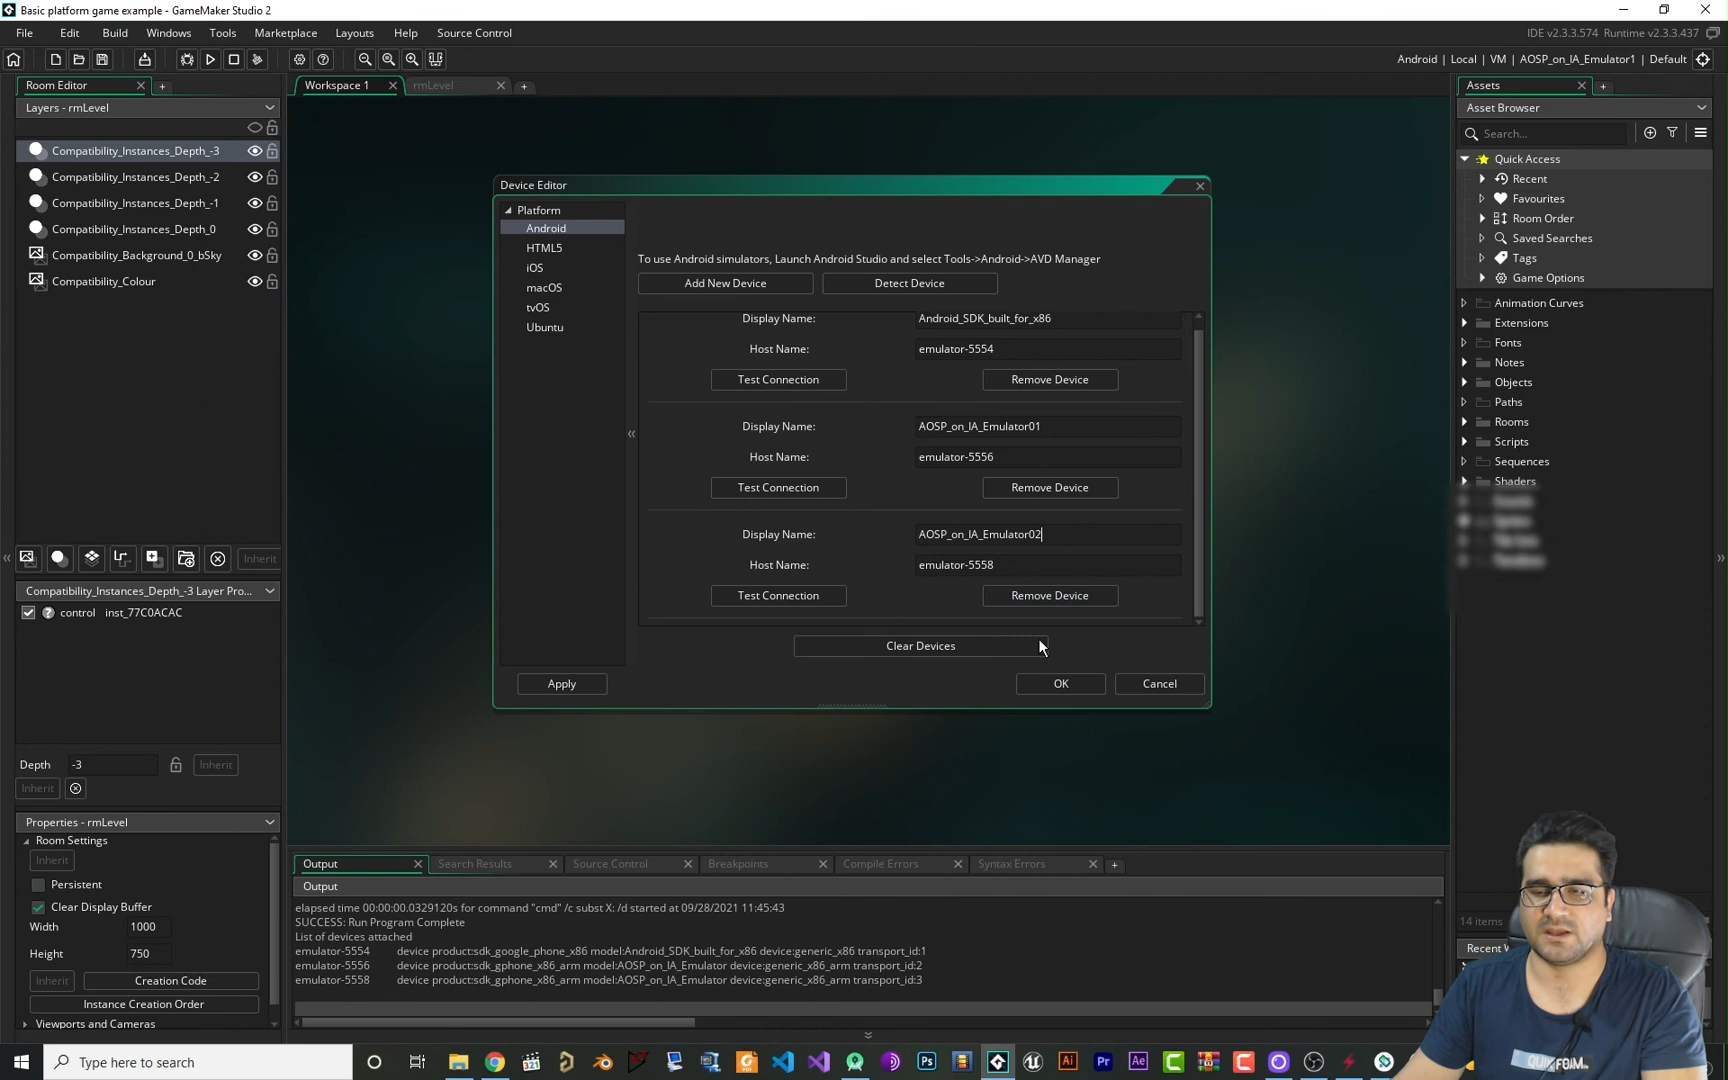 Basic platform game example - GameMaker Studio 2
File Edit Build Windows Tools Marketplace Layouts Help Source Control
IDE v2.3.3.574 Runtime v2.3.3.437
Android | Local | VM | AOSP_on_IA_Emulator1 | Default
Room Editor
Layers - rmLevel
Compatibility_Instances_Depth_-3
Compatibility_Instances_Depth_-2
Compatibility_Instances_Depth_-1
Compatibility_Instances_Depth_0
Compatibility_Background_0_bSky
Compatibility_Colour
Inherit
Compatibility_Instances_Depth_-3 Layer Pro...
control inst_77C0ACAC
Depth -3 Inherit
Inherit
Properties - rmLevel
Room Settings
Inherit
Persistent
Clear Display Buffer
Width 1000
Height 750
Inherit Creation Code
Instance Creation Order
Viewports and Cameras
Workspace 1 rmLevel
Device Editor
Platform
Android
HTML5
iOS
macOS
tvOS
Ubuntu
To use Android simulators, Launch Android Studio and select Tools->Android->AVD Manager
Add New Device Detect Device
Display Name: Android_SDK_built_for_x86
Host Name: emulator-5554
Test Connection Remove Device
Display Name: AOSP_on_IA_Emulator01
Host Name: emulator-5556
Test Connection Remove Device
Display Name: AOSP_on_IA_Emulator02
Host Name: emulator-5558
Test Connection Remove Device
Clear Devices
Apply OK Cancel
Output Search Results Source Control Breakpoints Compile Errors Syntax Errors
Output
elapsed time 00:00:00.0329120s for command "cmd" /c subst X: /d started at 09/28/2021 11:45:43
SUCCESS: Run Program Complete
List of devices attached
emulator-5554 device product:sdk_google_phone_x86 model:Android_SDK_built_for_x86 device:generic_x86 transport_id:1
emulator-5556 device product:sdk_gphone_x86_arm model:AOSP_on_IA_Emulator device:generic_x86_arm transport_id:2
emulator-5558 device product:sdk_gphone_x86_arm model:AOSP_on_IA_Emulator device:generic_x86_arm transport_id:3
Assets
Asset Browser
Search...
Quick Access
Recent
Favourites
Room Order
Saved Searches
Tags
Game Options
Animation Curves
Extensions
Fonts
Notes
Objects
Paths
Rooms
Scripts
Sequences
Shaders
14 items
Recent W
Type here to search
321
Ps Ai Pr Ae